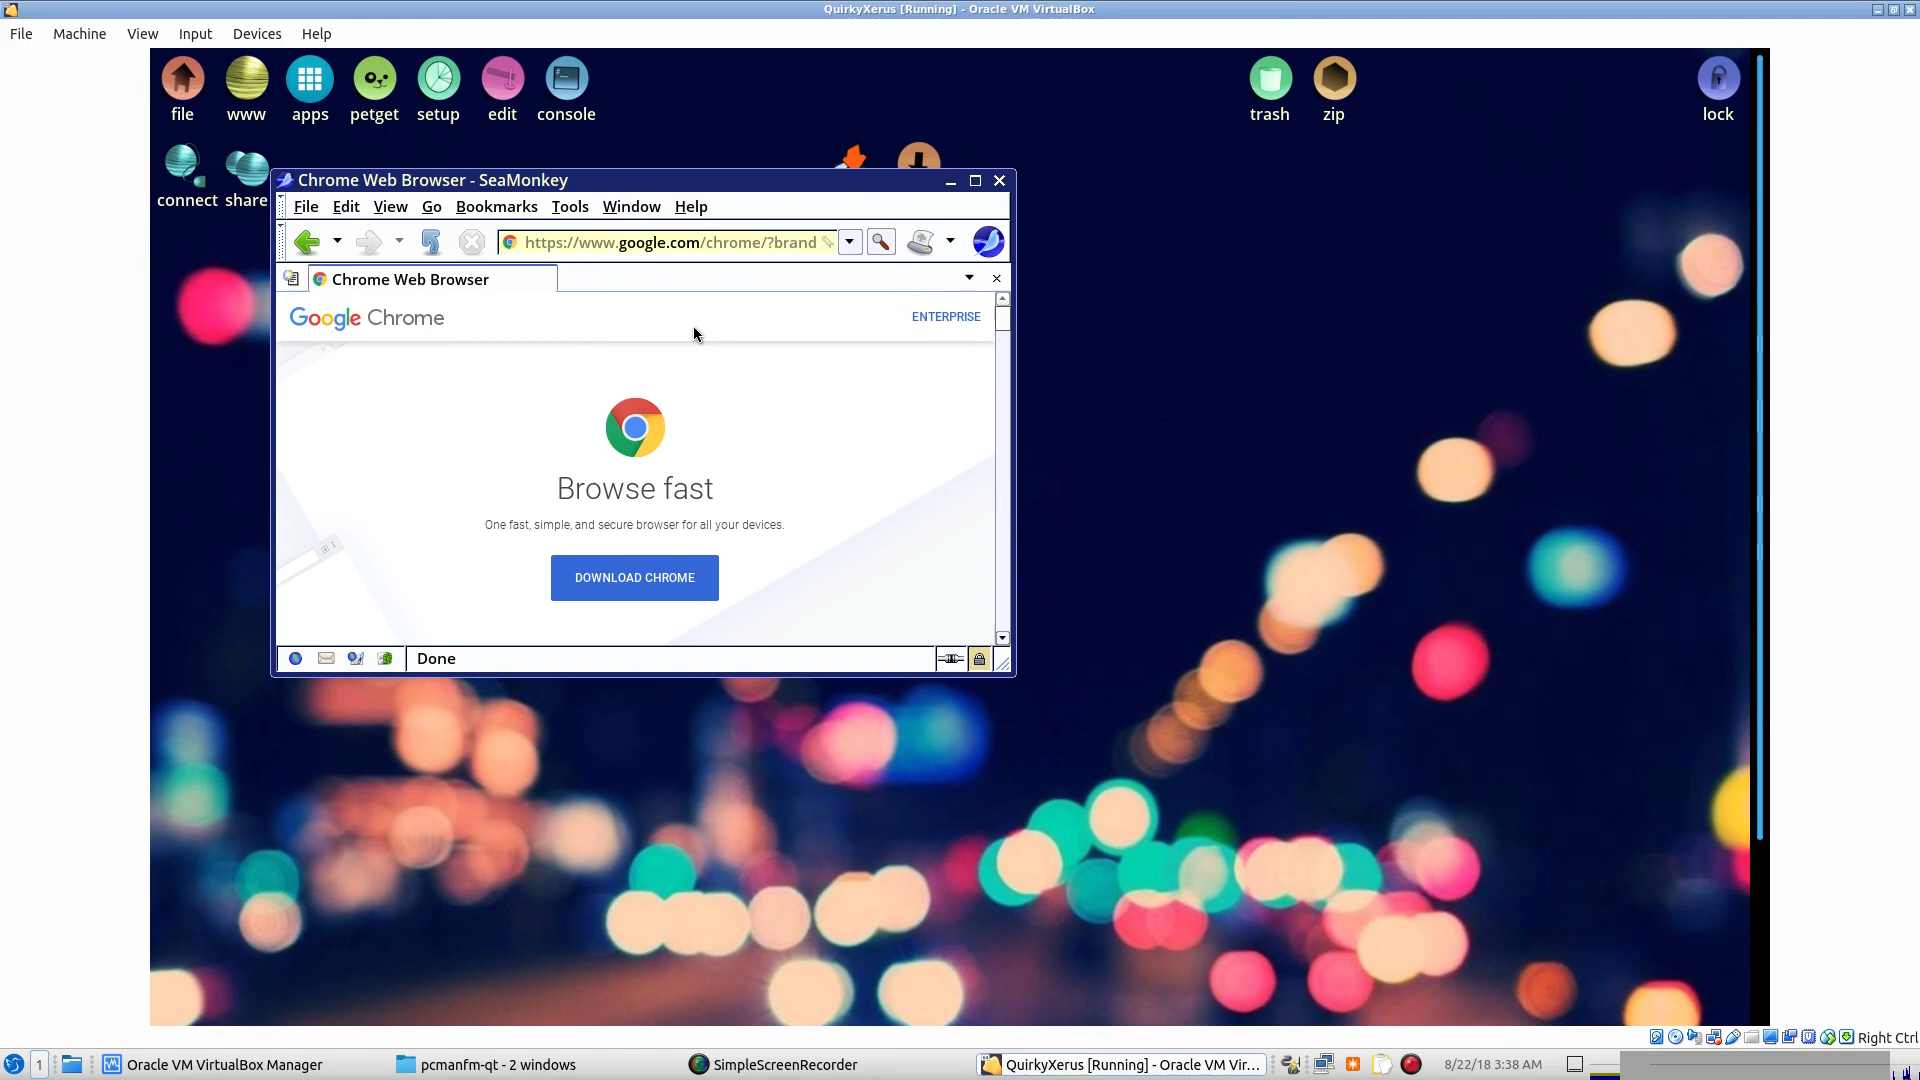 QuirkyXerus [Running] - Oracle VM VirtualBox
File Machine View Input Devices Help
file www apps petget setup edit console trash zip lock
connect share
Chrome Web Browser - SeaMonkey
File Edit View Go Bookmarks Tools Window Help
https://www.google.com/chrome/?brand
Chrome Web Browser
Google Chrome ENTERPRISE
Browse fast
One fast, simple, and secure browser for all your devices.
DOWNLOAD CHROME
Done
Right Ctrl
1 Oracle VM VirtualBox Manager pcmanfm-qt - 2 windows SimpleScreenRecorder QuirkyXerus [Running] - Oracle VM Vir... 8/22/18 3:38 AM